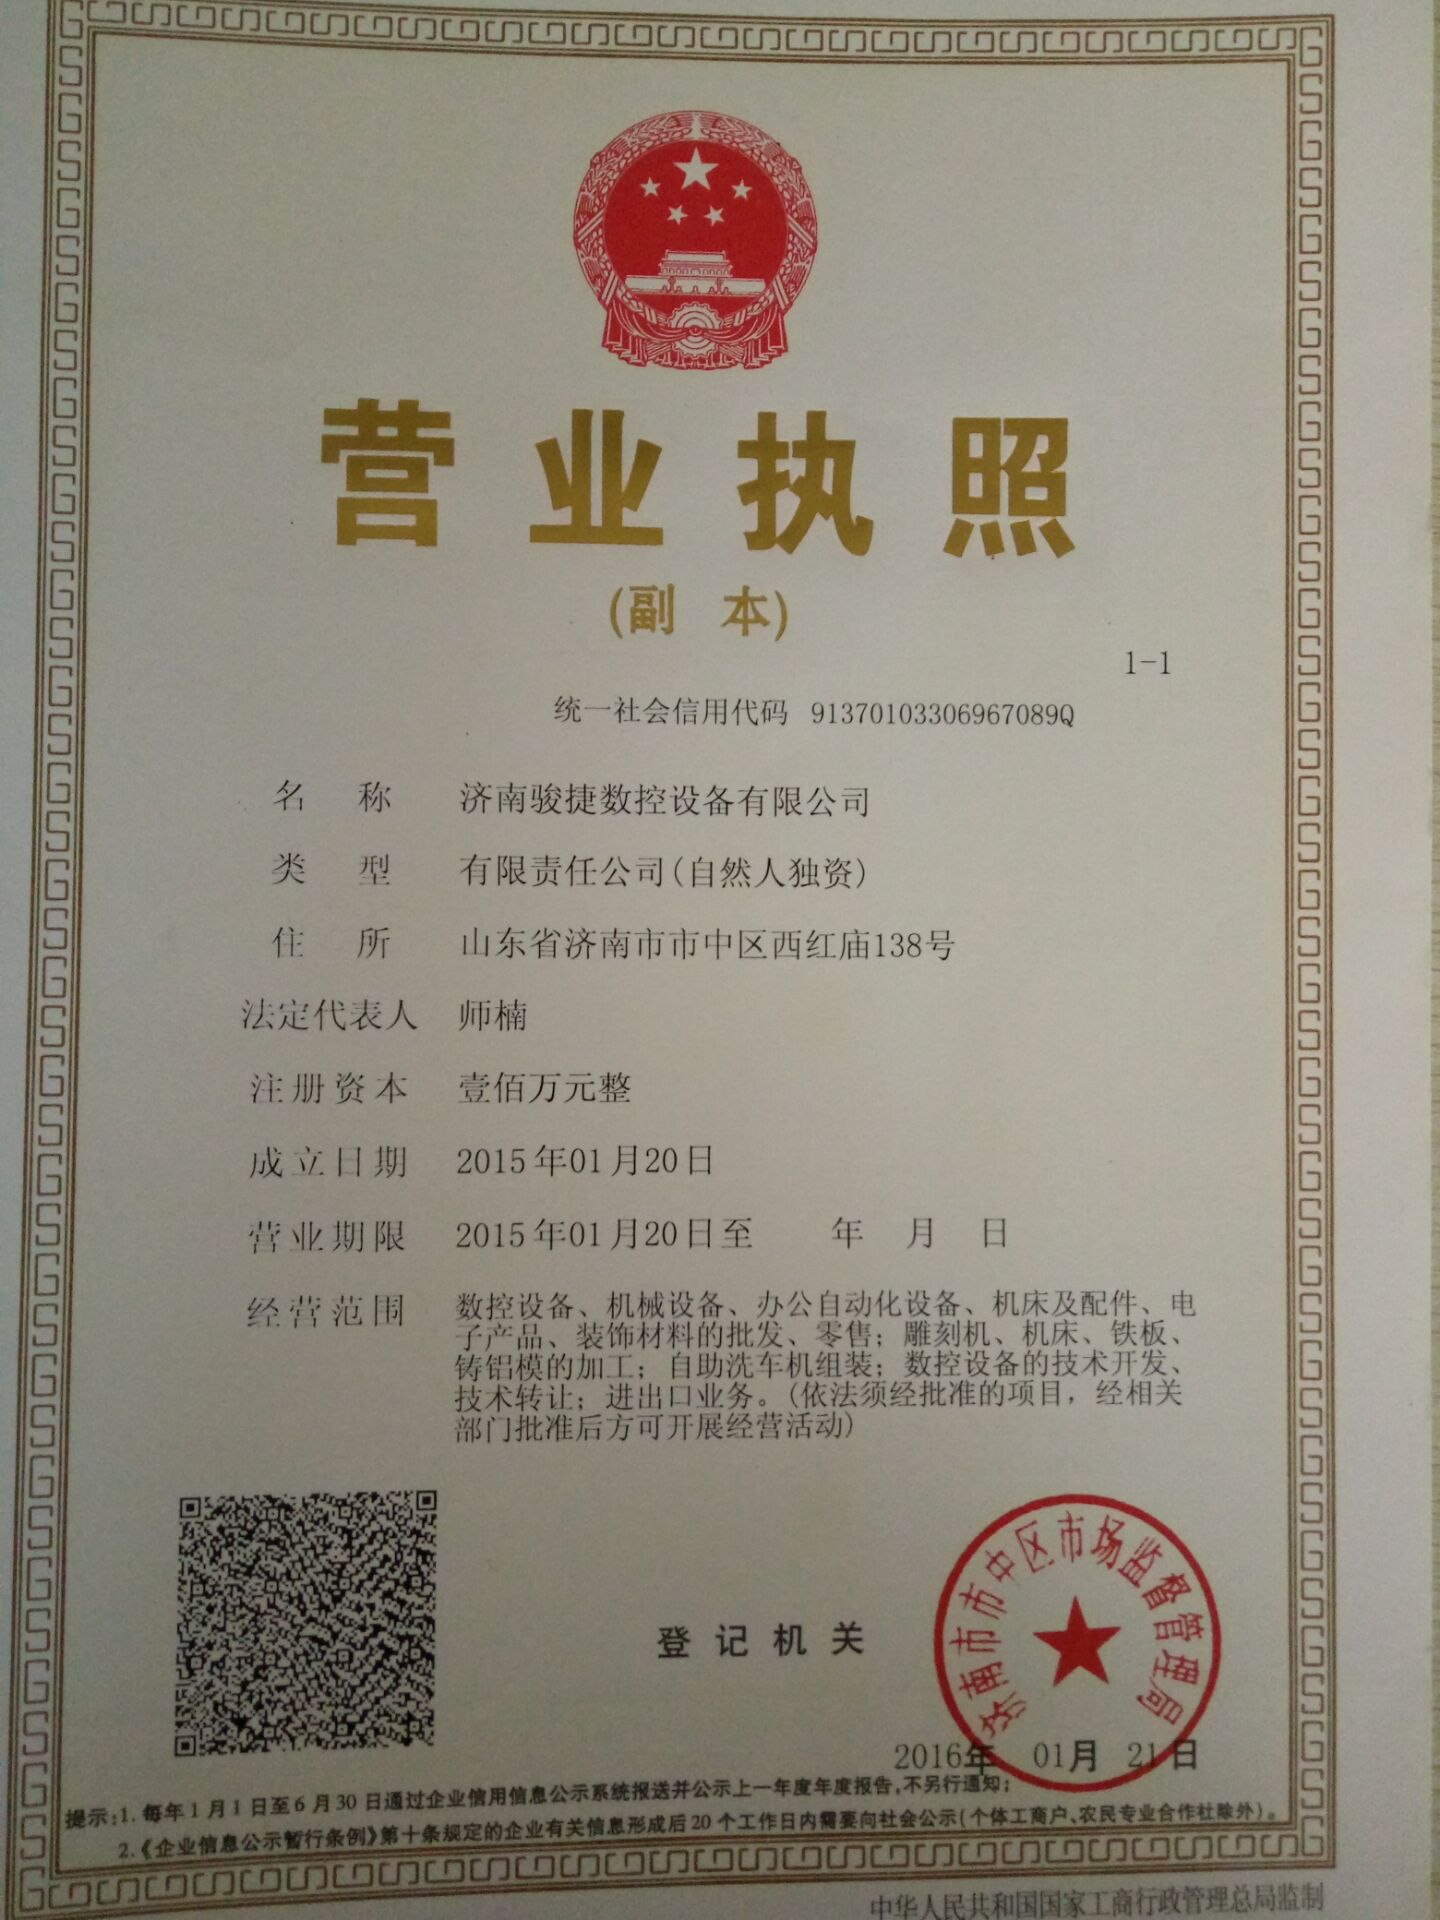 营业执照
(副 本)
1-1
统一社会信用代码 91370103306967089Q
名 称 济南骏捷数控设备有限公司
类 型 有限责任公司(自然人独资)
住 所 山东省济南市市中区西红庙138号
法定代表人 师楠
注册资本 壹佰万元整
成立日期 2015年01月20日
营业期限 2015年01月20日至 年 月 日
经营范围 数控设备、机械设备、办公自动化设备、机床及配件、电
子产品、装饰材料的批发、零售；雕刻机、机床、铁板、
铸铝模的加工；自助洗车机组装；数控设备的技术开发、
技术转让；进出口业务。(依法须经批准的项目，经相关
部门批准后方可开展经营活动)
济南市市中区市场监督管理局
登记机关
2016年 01月 21日
提示：1. 每年1月1日至6月30日通过企业信用信息公示系统报送并公示上一年度年度报告，不另行通知；
2.《企业信息公示暂行条例》第十条规定的企业有关信息形成后20个工作日内需要向社会公示（个体工商户、农民专业合作社除外）。
中华人民共和国国家工商行政管理总局监制